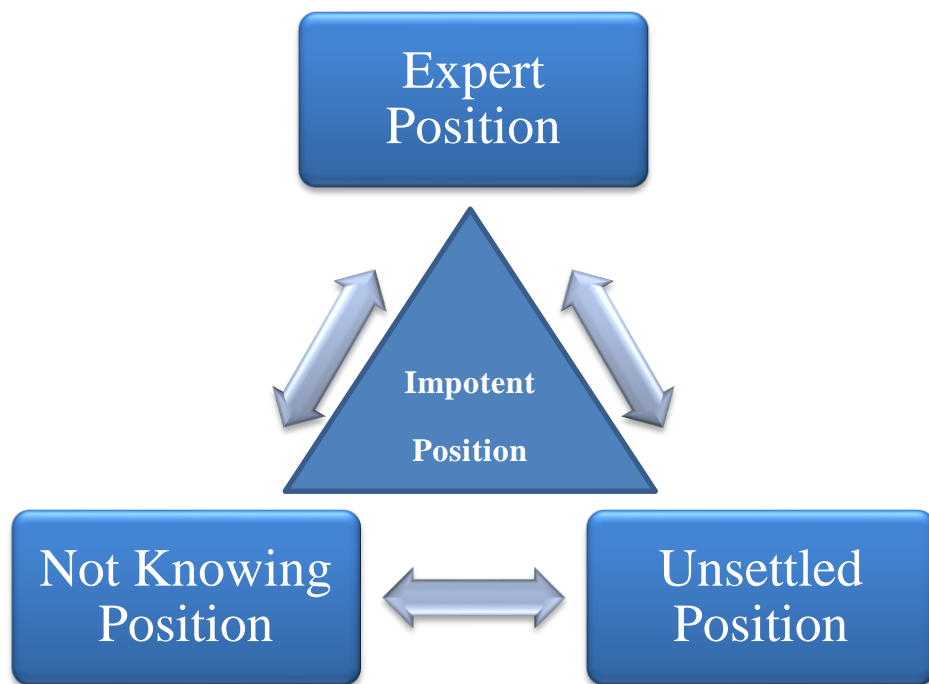 Expert
Position
Impotent
Position
Not Knowing
Position
Unsettled
Position